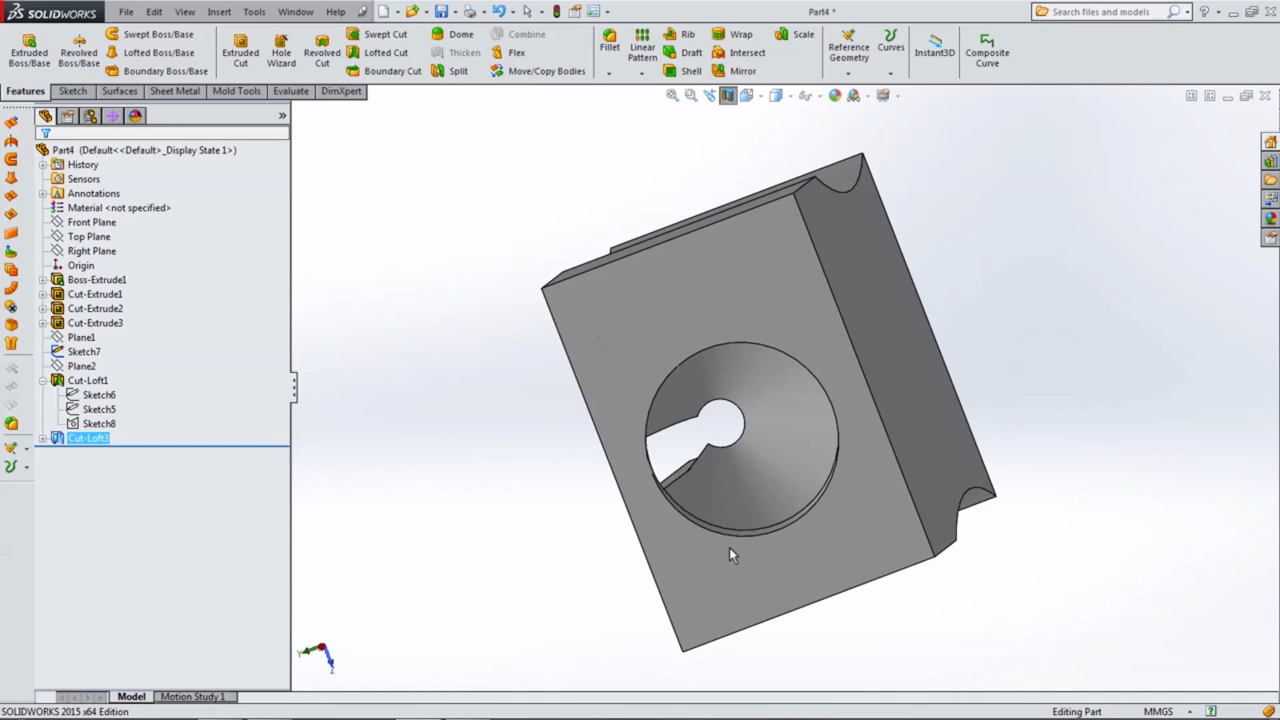 SOLIDWORKS File Edit View Insert Tools Window Help Part4 * Search files and models
Extruded Boss/Base Revolved Boss/Base Swept Boss/Base Lofted Boss/Base Boundary Boss/Base Extruded Cut Hole Wizard Revolved Cut Swept Cut Lofted Cut Boundary Cut Dome Thicken Split Combine Flex Move/Copy Bodies Fillet Linear Pattern Rib Draft Shell Wrap Intersect Mirror Scale Reference Geometry Curves Instant3D Composite Curve
Features Sketch Surfaces Sheet Metal Mold Tools Evaluate DimXpert
Part4 (Default<<Default>_Display State 1>)
History
Sensors
Annotations
Material <not specified>
Front Plane
Top Plane
Right Plane
Origin
Boss-Extrude1
Cut-Extrude1
Cut-Extrude2
Cut-Extrude3
Plane1
Sketch7
Plane2
Cut-Loft1
Sketch6
Sketch5
Sketch8
Cut-Loft3
Y
Z
Model Motion Study 1
SOLIDWORKS 2015 x64 Edition Editing Part MMGS